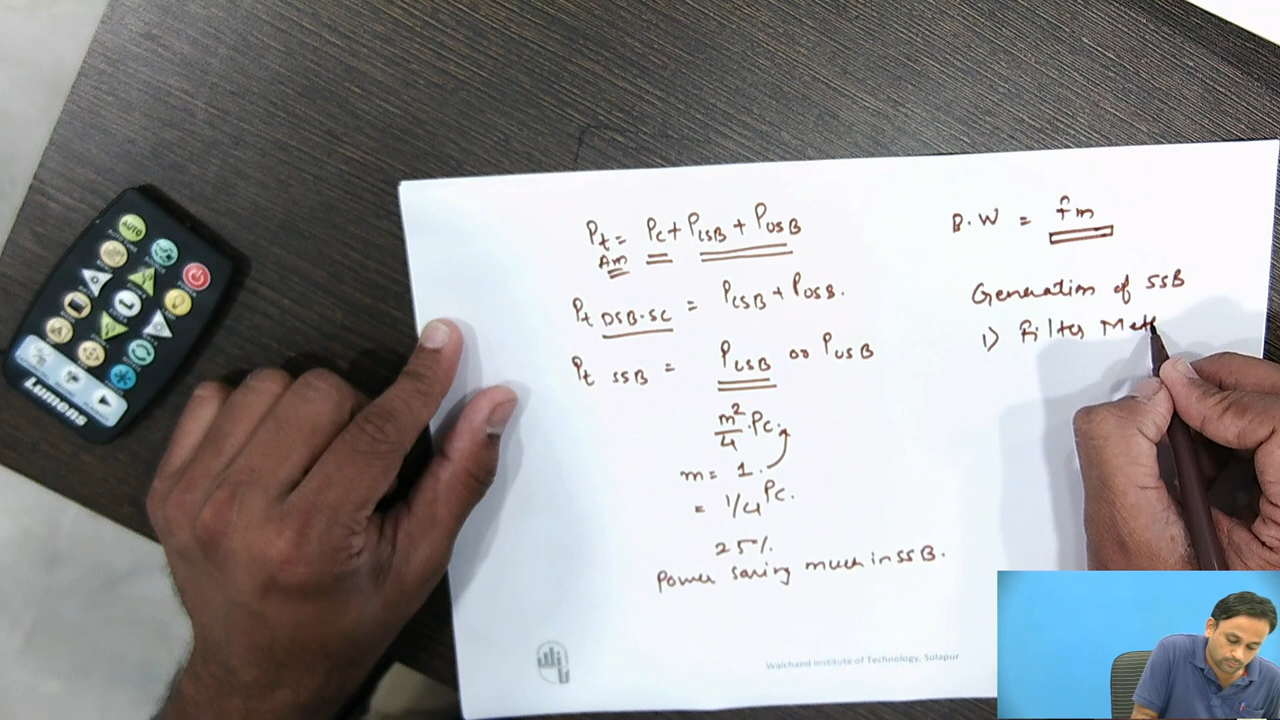 Pt = Pc + PLSB + PUSB
Am
Pt DSB-SC = PLSB + PUSB.
Pt SSB = PLSB or PUSB
m²/4 . Pc.
m = 1.
= 1/4 Pc.
25%.
Power saving much in SSB.
B.W = fm
Generation of SSB
1) Filter Meth
Walchand Institute of Technology, Solapur
AUTO
ENTER
Lumens